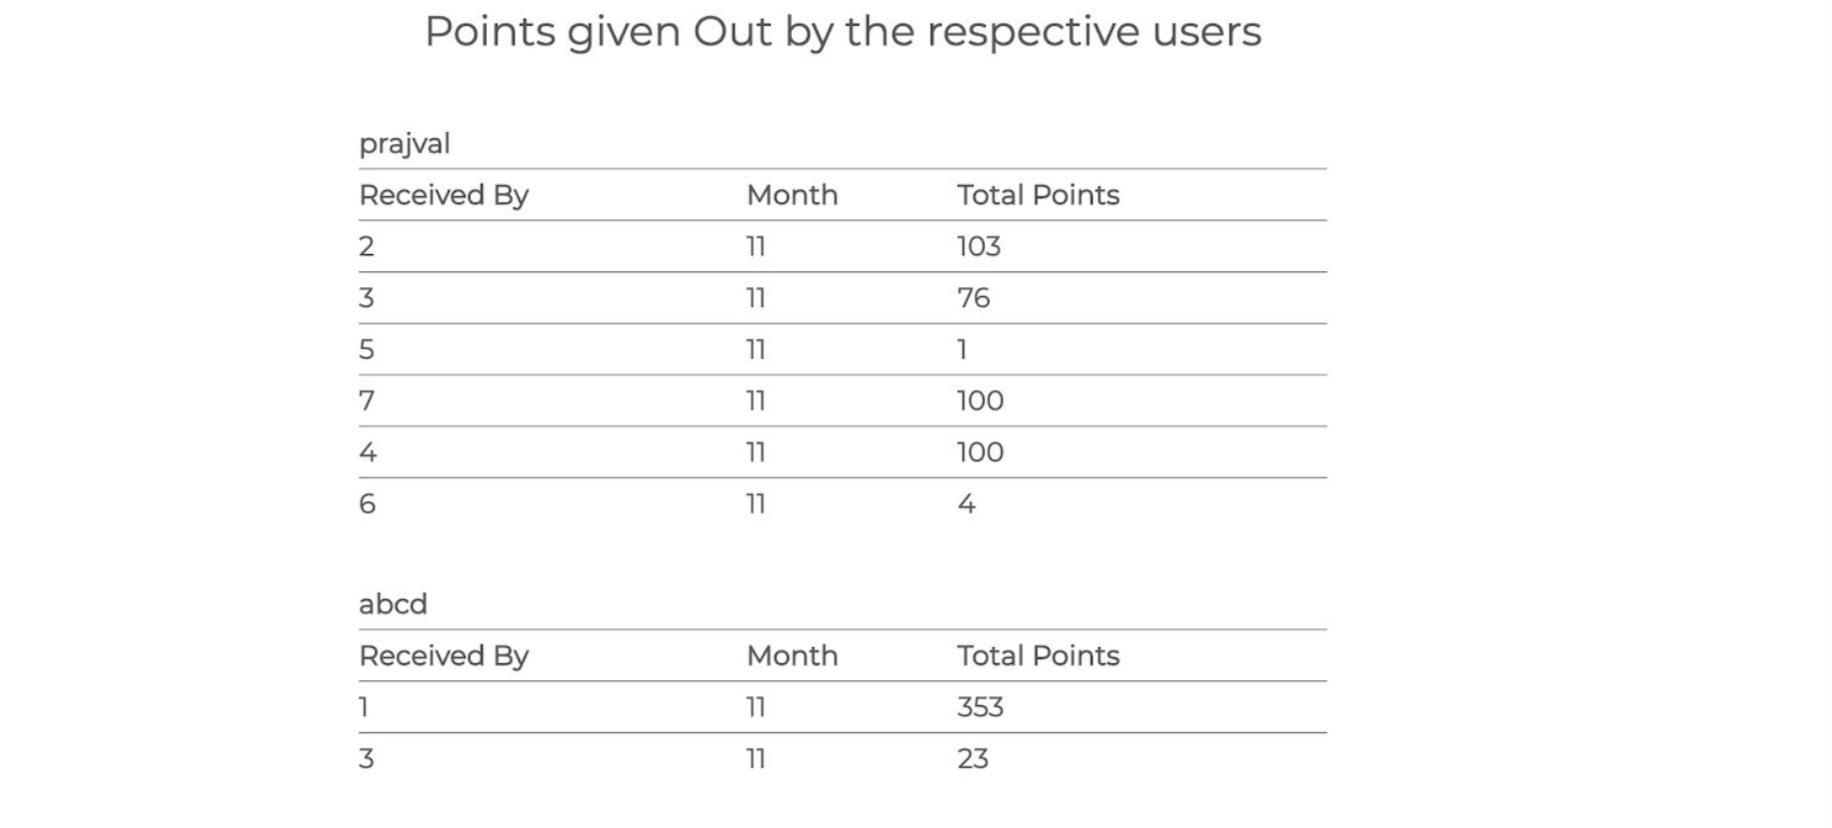 Points given Out by the respective users
prajval
Received By Month Total Points
2 11 103
3 11 76
5 11 1
7 11 100
4 11 100
6 11 4
abcd
Received By Month Total Points
1 11 353
3 11 23